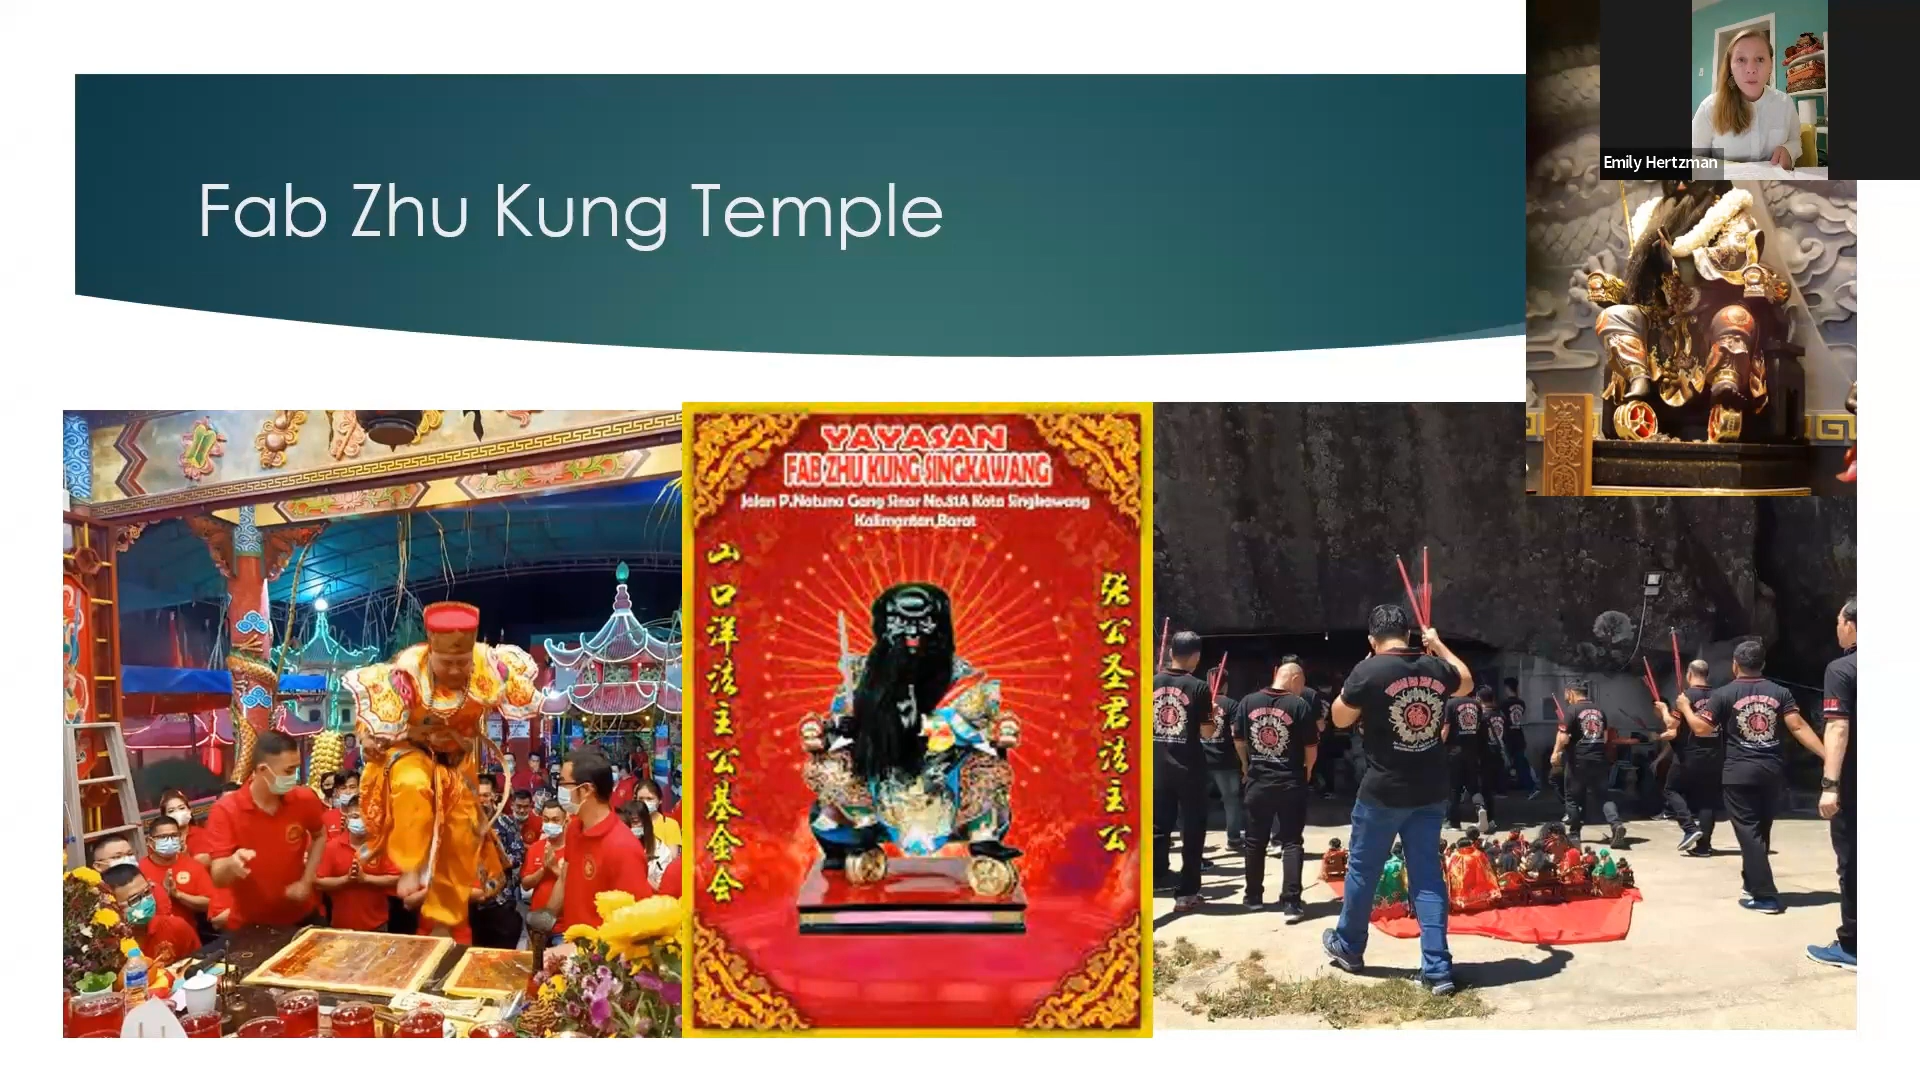 Fab Zhu Kung Temple
Emily Hertzman
YAYASAN
FAB ZHU KUNG SINGKAWANG
Jalan P.Natuna Gang Sinar No.81A Kota Singkawang
Kalimantan Barat
山口洋法主公基金会
张公圣君法主公